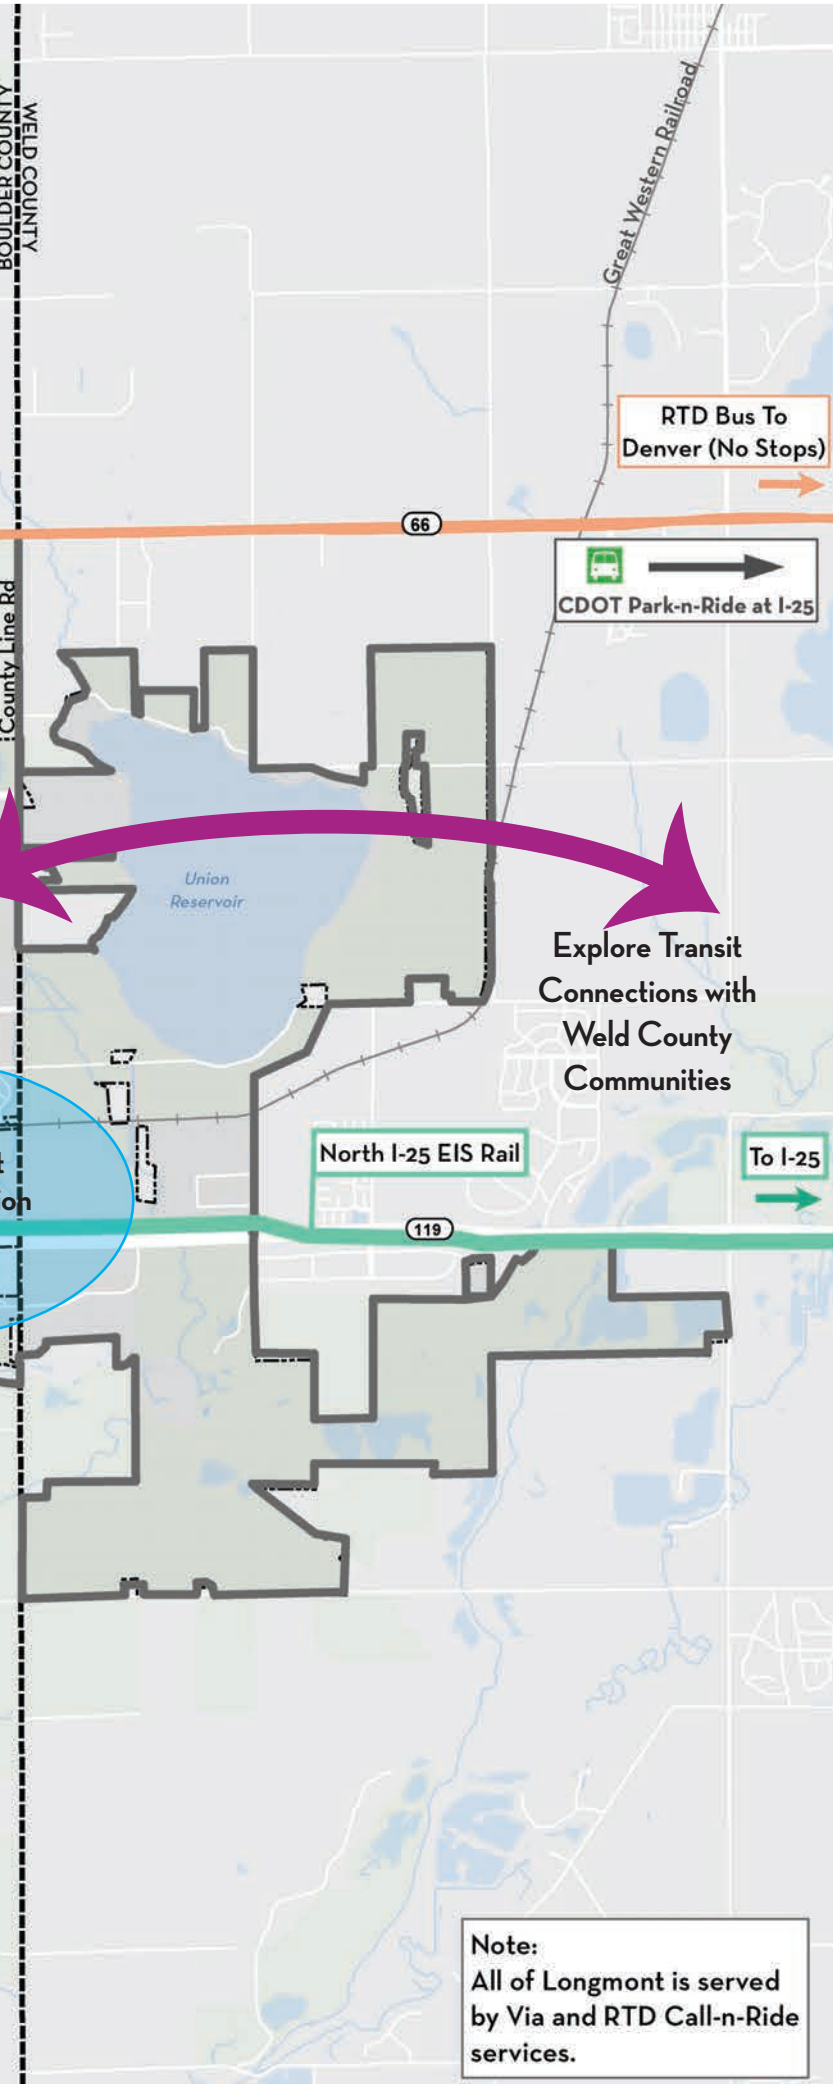 BOULDER COUNTY
WELD COUNTY
Great Western Railroad
RTD Bus To
Denver (No Stops)
66
CDOT Park-n-Ride at I-25
County Line Rd
Union
Reservoir
Explore Transit
Connections with
Weld County
Communities
North I-25 EIS Rail
To I-25
119
Note:
All of Longmont is served
by Via and RTD Call-n-Ride
services.